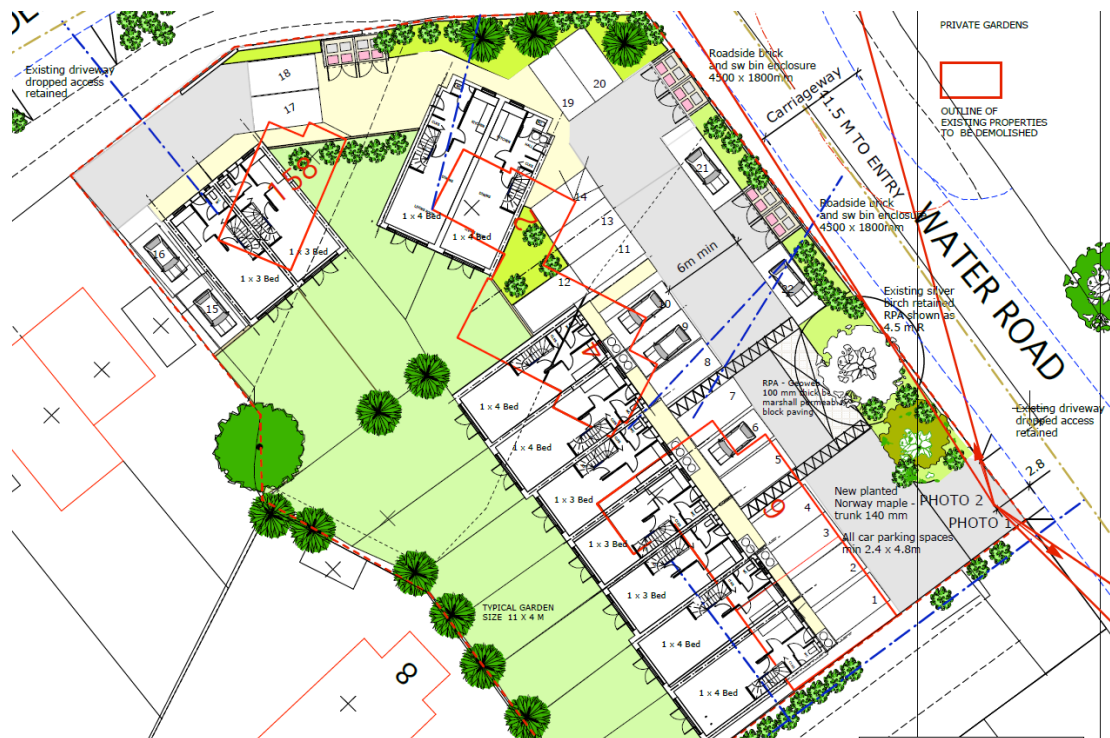 PRIVATE GARDENS
OUTLINE OF
EXISTING PROPERTIES
TO BE DEMOLISHED
Existing driveway
dropped access
retained
18
17
Roadside brick
and sw bin enclosure
4500 x 1800mm
Carriageway
11.5 M TO ENTRY
WATER ROAD
20
19
21
158
1 x 4 Bed
1 x 4 Bed
14
13
11
12
Roadside brick
and sw bin enclosure
4500 x 1800mm
6m min
22
1 x 3 Bed
1 x 3 Bed
16
15
Existing silver
Birch retained
RPA shown as
4.5 m R
10
9
8
7
6
5
4
3
2
1
RPA - Geoweb
100 mm thick
marshall permeable
block paving
Existing driveway
dropped access
retained
2.8
1 x 4 Bed
1 x 4 Bed
1 x 3 Bed
1 x 3 Bed
1 x 3 Bed
1 x 4 Bed
1 x 4 Bed
4
6
New planted
Norway maple -
trunk 140 mm
PHOTO 2
PHOTO 1
All car parking spaces
min 2.4 x 4.8m
TYPICAL GARDEN
SIZE 11 X 4 M
8